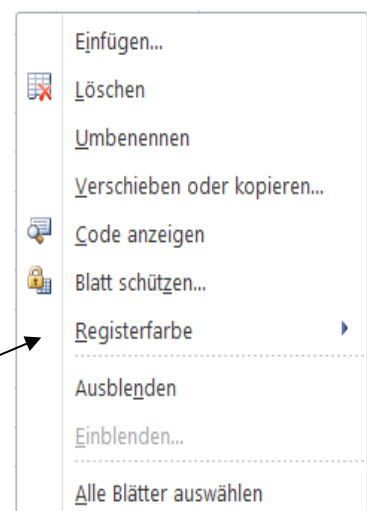 Einfügen...
Löschen
Umbenennen
Verschieben oder kopieren...
Code anzeigen
Blatt schützen...
Registerfarbe
Ausblenden
Einblenden...
Alle Blätter auswählen